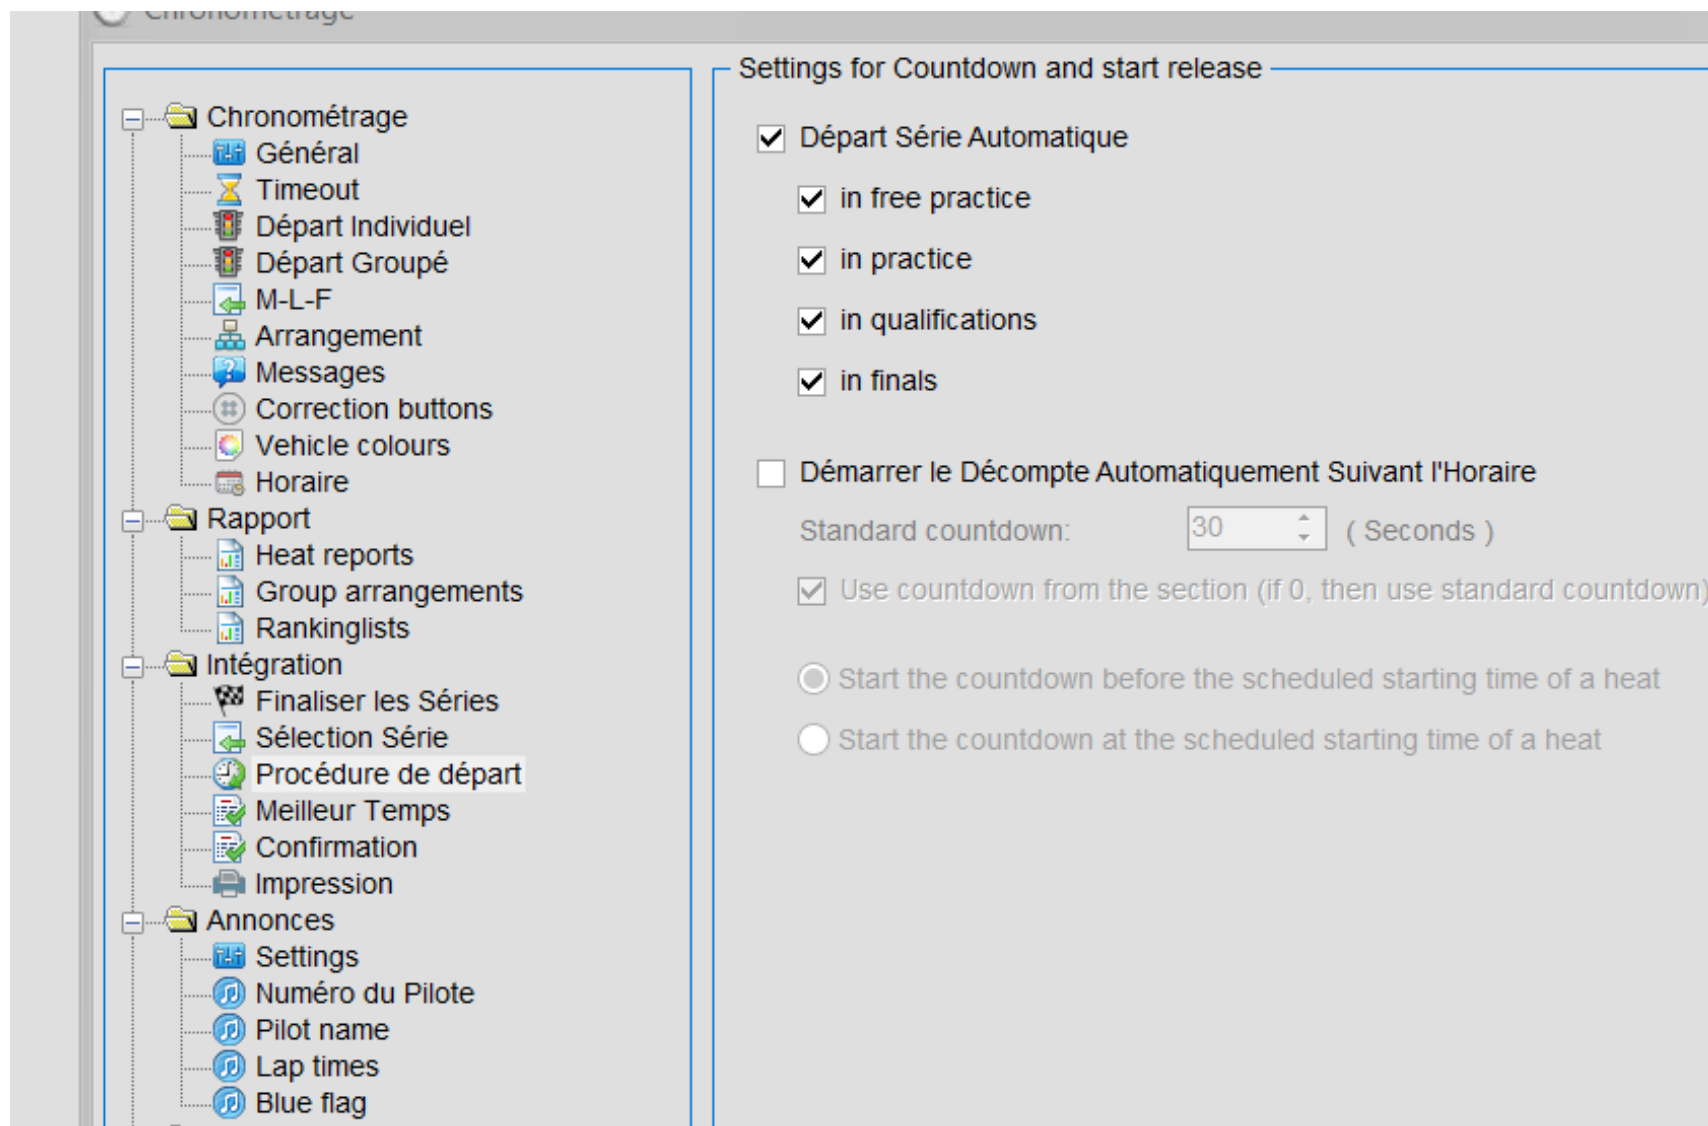 Chronométrage
Chronométrage
Général
Timeout
Départ Individuel
Départ Groupé
M-L-F
Arrangement
Messages
Correction buttons
Vehicle colours
Horaire
Rapport
Heat reports
Group arrangements
Rankinglists
Intégration
Finaliser les Séries
Sélection Série
Procédure de départ
Meilleur Temps
Confirmation
Impression
Annonces
Settings
Numéro du Pilote
Pilot name
Lap times
Blue flag
Settings for Countdown and start release
Départ Série Automatique
in free practice
in practice
in qualifications
in finals
Démarrer le Décompte Automatiquement Suivant l'Horaire
Standard countdown: 30 ( Seconds )
Use countdown from the section (if 0, then use standard countdown)
Start the countdown before the scheduled starting time of a heat
Start the countdown at the scheduled starting time of a heat